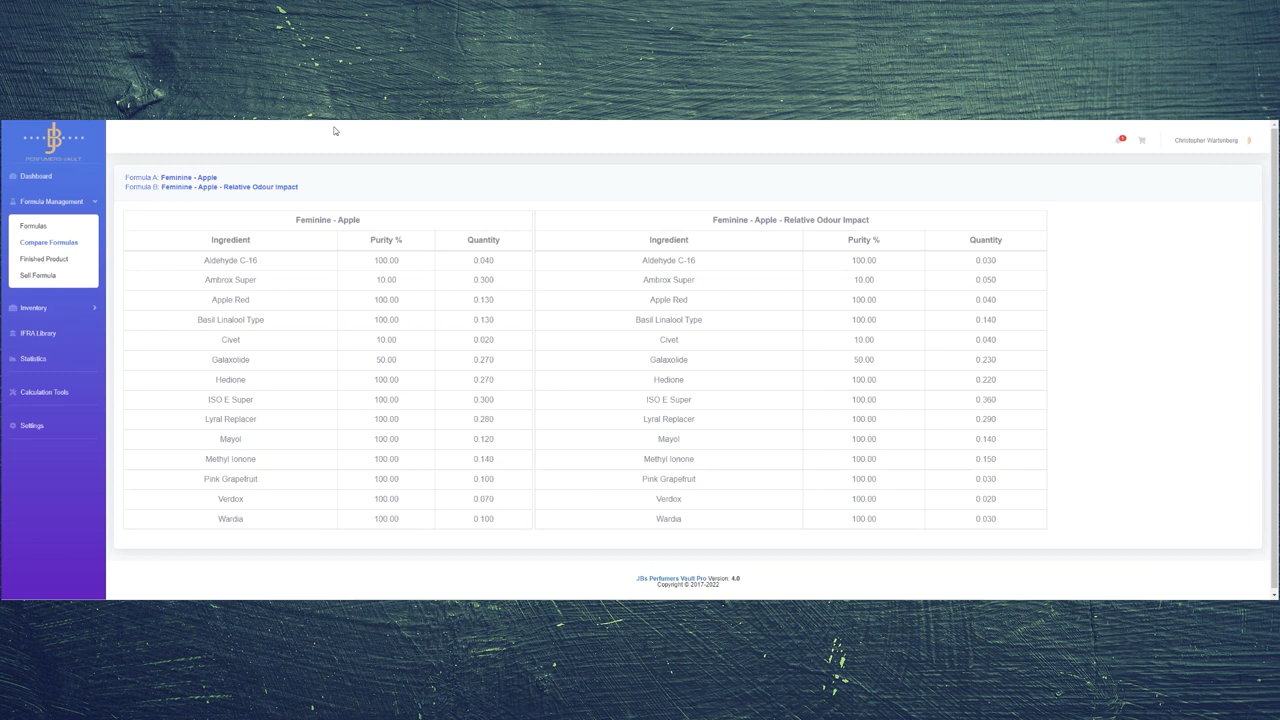 JB
PERFUMERS VAULT
Christopher Wartenberg
Dashboard
Formula Management
Formulas
Compare Formulas
Finished Product
Sell Formula
Inventory
IFRA Library
Statistics
Calculation Tools
Settings
Formula A: Feminine - Apple
Formula B: Feminine - Apple - Relative Odour Impact
Feminine - Apple Feminine - Apple - Relative Odour Impact
Ingredient Purity % Quantity Ingredient Purity % Quantity
Aldehyde C-16 100.00 0.040 Aldehyde C-16 100.00 0.030
Ambrox Super 10.00 0.300 Ambrox Super 10.00 0.050
Apple Red 100.00 0.130 Apple Red 100.00 0.040
Basil Linalool Type 100.00 0.130 Basil Linalool Type 100.00 0.140
Civet 10.00 0.020 Civet 10.00 0.040
Galaxolide 50.00 0.270 Galaxolide 50.00 0.230
Hedione 100.00 0.270 Hedione 100.00 0.220
ISO E Super 100.00 0.300 ISO E Super 100.00 0.360
Lyral Replacer 100.00 0.280 Lyral Replacer 100.00 0.290
Mayol 100.00 0.120 Mayol 100.00 0.140
Methyl Ionone 100.00 0.140 Methyl Ionone 100.00 0.150
Pink Grapefruit 100.00 0.100 Pink Grapefruit 100.00 0.030
Verdox 100.00 0.070 Verdox 100.00 0.020
Wardia 100.00 0.100 Wardia 100.00 0.030
JBs Perfumers Vault Pro Version: 4.0
Copyright © 2017-2022